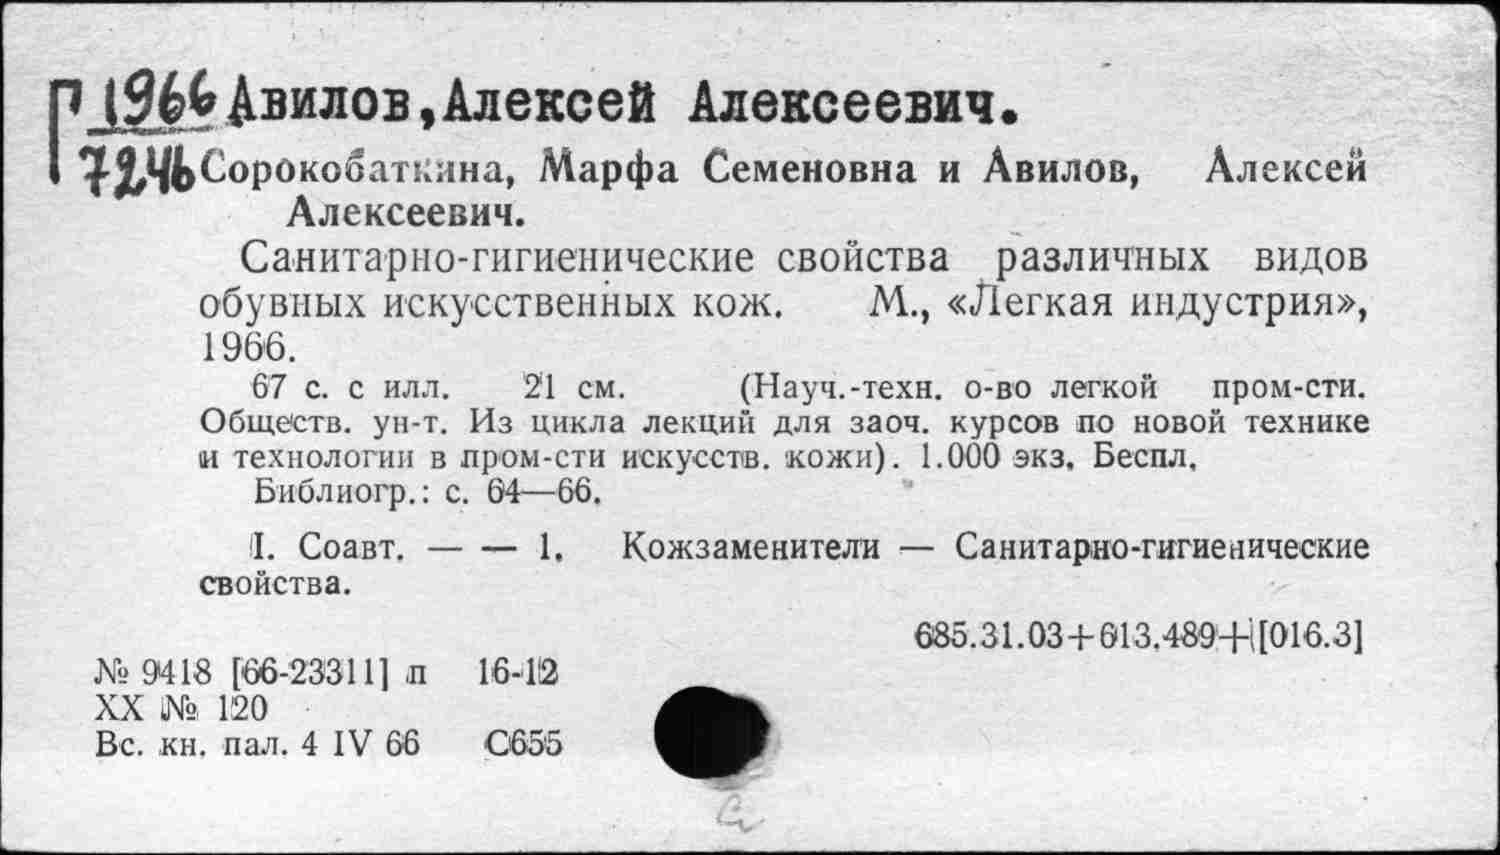 Г 1966 Авилов, Алексей Алексеевич.
7246 Сорокобаткина, Марфа Семеновна и Авилов, Алексей
Алексеевич.
Санитарно-гигиенические свойства различных видов
обувных искусственных кож. М., «Легкая индустрия»,
1966.
67 с. с илл. 21 см. (Науч.-техн. о-во легкой пром-сти.
Обществ. ун-т. Из цикла лекций для заоч. курсов по новой технике
и технологии в пром-сти искусств. кожи). 1.000 экз. Беспл.
Библиогр.: с. 64—66.
I. Соавт. — — 1. Кожзаменители — Санитарно-гигиенические
свойства.
685.31.03+613.489+[016.3]
№ 9418 [66-23311] п 16-12
XX № 120
Вс. кн. пал. 4 IV 66 С655